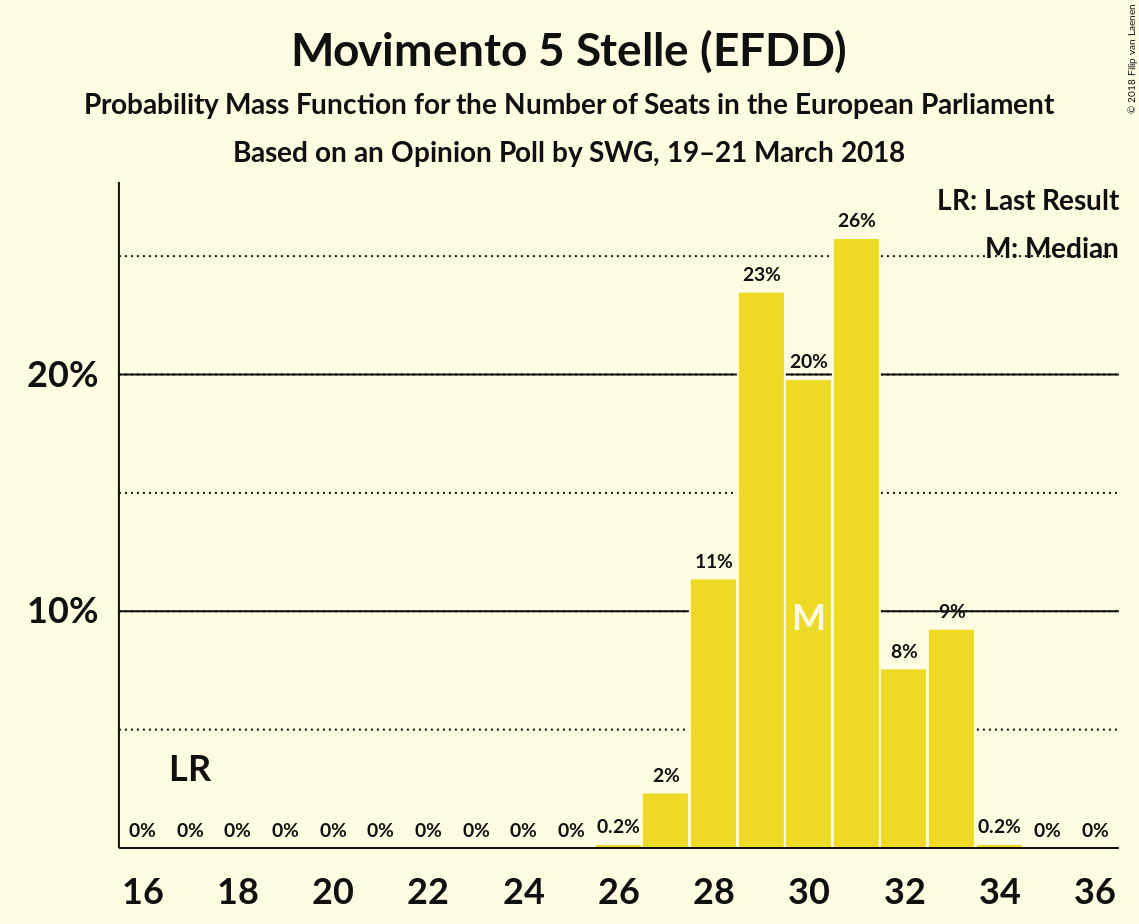 Movimento 5 Stelle (EFDD)
Probability Mass Function for the Number of Seats in the European Parliament
Based on an Opinion Poll by SWG, 19–21 March 2018
© 2018 Filip van Laenen
LR: Last Result
M: Median
26%
23%
20%
20%
11%
10%
9%
M
8%
LR
2%
0% 0% 0% 0% 0% 0% 0% 0% 0% 0% 0.2% 0.2% 0% 0%
16 18 20 22 24 26 28 30 32 34 36